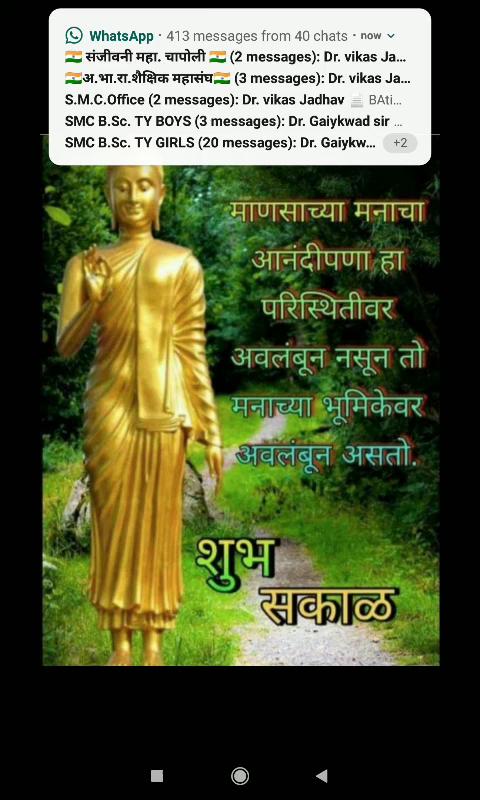 WhatsApp · 413 messages from 40 chats · now
🇮🇳 संजीवनी महा. चापोली 🇮🇳 (2 messages): Dr. vikas Ja…
🇮🇳अ.भा.रा.शैक्षिक महासंघ🇮🇳 (3 messages): Dr. vikas Ja…
S.M.C.Office (2 messages): Dr. vikas Jadhav 📄 BAti…
SMC B.Sc. TY BOYS (3 messages): Dr. Gaiykwad sir …
SMC B.Sc. TY GIRLS (20 messages): Dr. Gaiykw… +2
माणसाच्या मनाचा
आनंदीपणा हा
परिस्थितीवर
अवलंबून नसून तो
मनाच्या भूमिकेवर
अवलंबून असतो.
शुभ
सकाळ